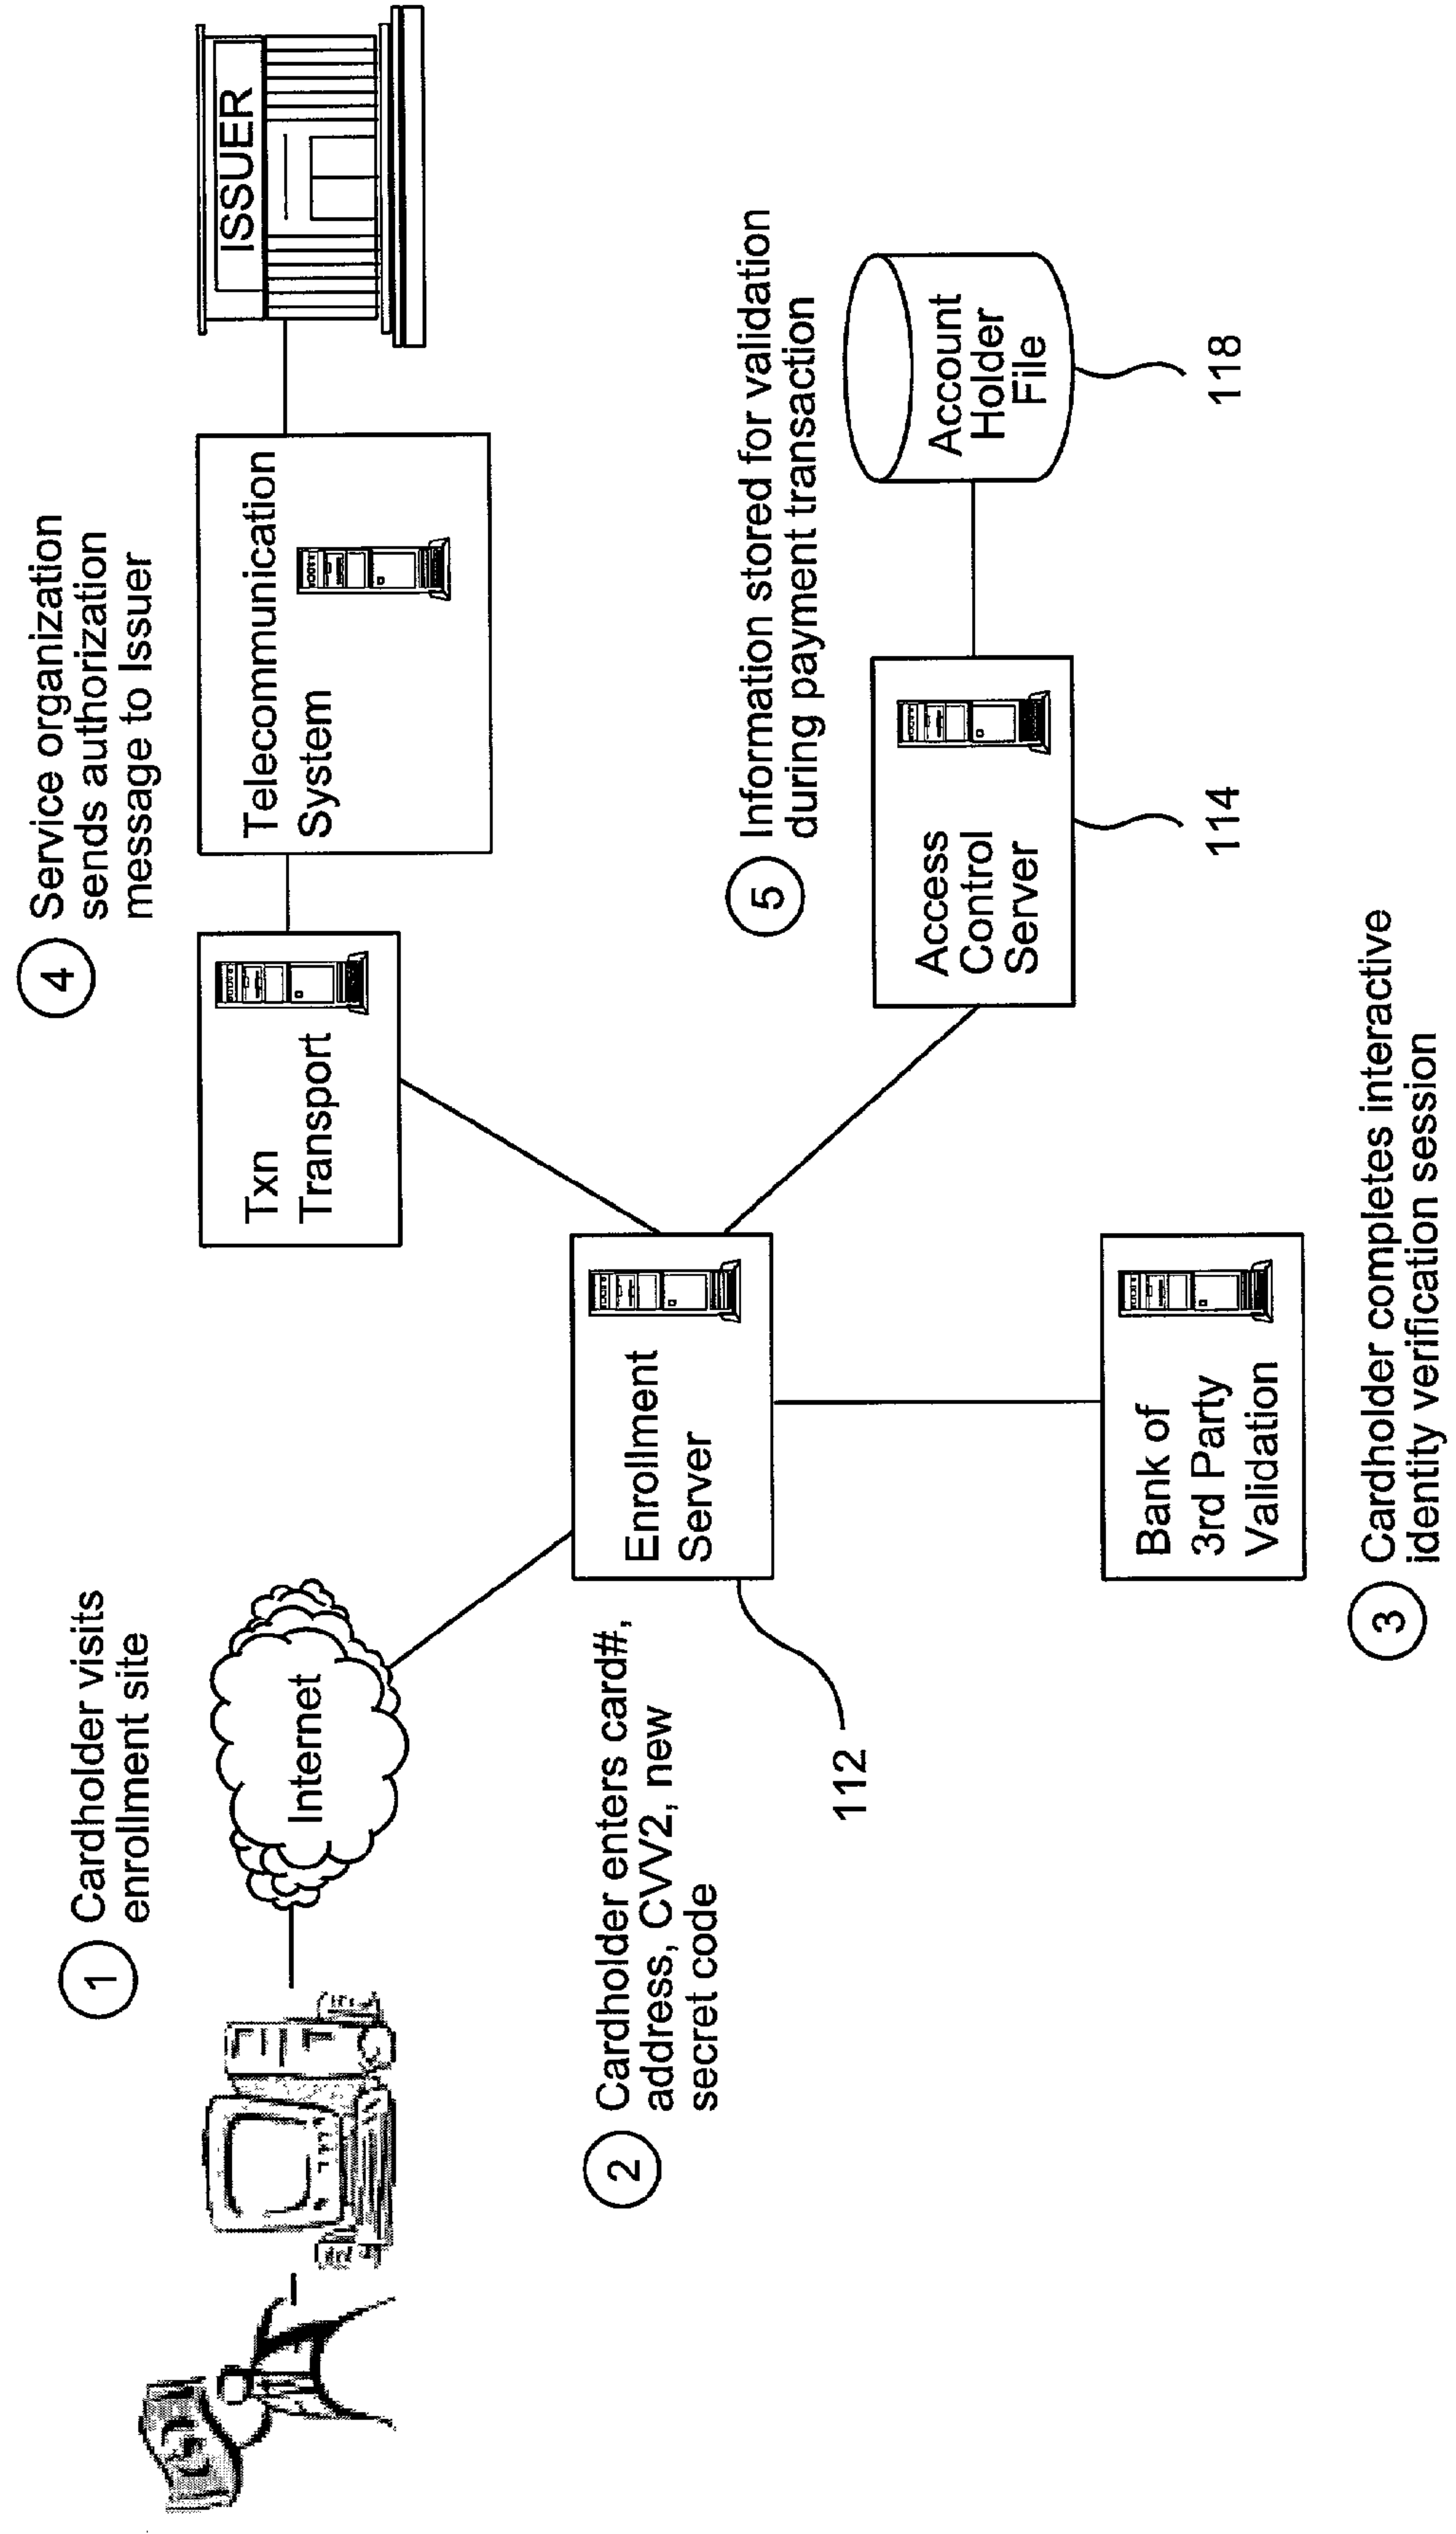 1
Cardholder visits
enrollment site
Internet
2
Cardholder enters card#,
address, CVV2, new
secret code
112
Enrollment
Server
3
Cardholder completes interactive
identity verification session
Bank of
3rd Party
Validation
4
Service organization
sends authorization
message to Issuer
Txn
Transport
Telecommunication
System
ISSUER
5
Information stored for validation
during payment transaction
Access
Control
Server
114
Account
Holder
File
118